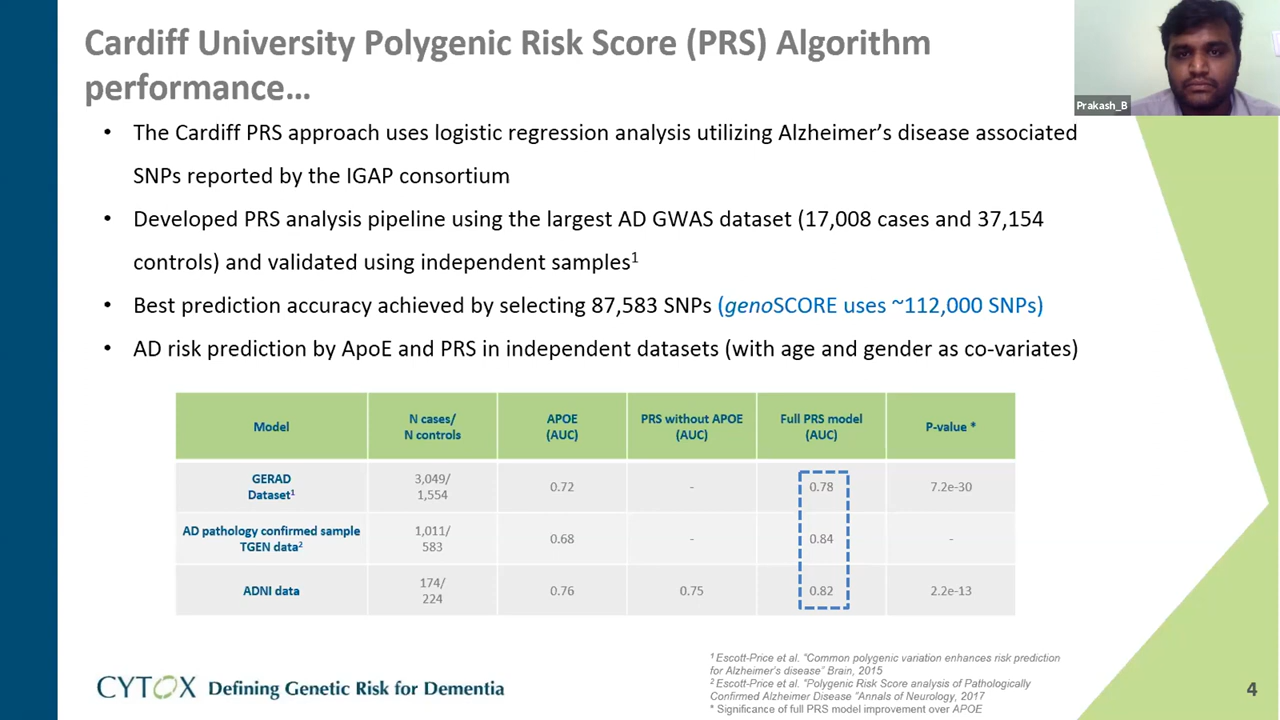 Cardiff University Polygenic Risk Score (PRS) Algorithm
performance…
Prakash_B
• The Cardiff PRS approach uses logistic regression analysis utilizing Alzheimer’s disease associated
SNPs reported by the IGAP consortium
• Developed PRS analysis pipeline using the largest AD GWAS dataset (17,008 cases and 37,154
controls) and validated using independent samples1
• Best prediction accuracy achieved by selecting 87,583 SNPs (genoSCORE uses ~112,000 SNPs)
• AD risk prediction by ApoE and PRS in independent datasets (with age and gender as co-variates)
Model
N cases/
N controls
APOE
(AUC)
PRS without APOE
(AUC)
Full PRS model
(AUC)
P-value *
GERAD
Dataset1
3,049/
1,554
0.72
-
0.78
7.2e-30
AD pathology confirmed sample
TGEN data2
1,011/
583
0.68
-
0.84
-
ADNI data
174/
224
0.76
0.75
0.82
2.2e-13
1 Escott-Price et al. “Common polygenic variation enhances risk prediction
for Alzheimer’s disease” Brain, 2015
2 Escott-Price et al. “Polygenic Risk Score analysis of Pathologically
Confirmed Alzheimer Disease “Annals of Neurology, 2017
* Significance of full PRS model improvement over APOE
CYTOX Defining Genetic Risk for Dementia
4